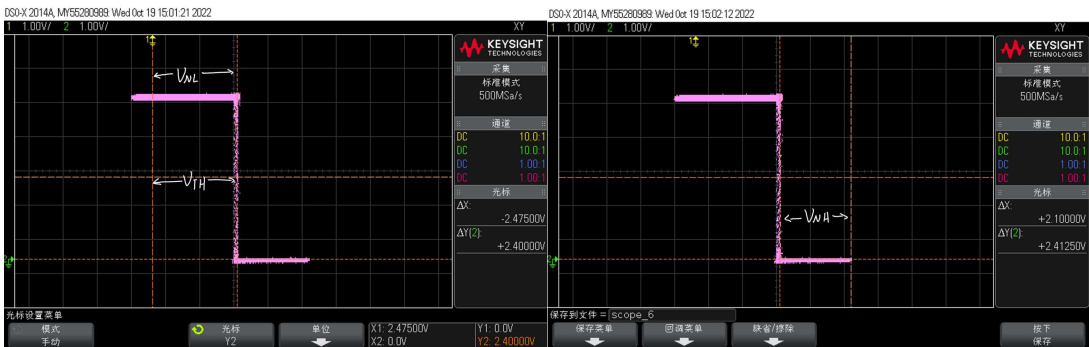 DSO-X 2014A, MY55280989: Wed Oct 19 15:01:21 2022
1 1.00V/ 2 1.00V/ XY
KEYSIGHT
TECHNOLOGIES
采集
标准模式
500MSa/s
通道
DC 10.0:1
DC 10.0:1
DC 1.00:1
DC 1.00:1
光标
ΔX:
-2.47500V
ΔY(2):
+2.40000V
VNL
VTH
光标设置菜单
模式
手动
光标
Y2
单位
X1: 2.47500V
X2: 0.0V
Y1: 0.0V
Y2: 2.40000V
DSO-X 2014A, MY55280989: Wed Oct 19 15:02:12 2022
1 1.00V/ 2 1.00V/ XY
KEYSIGHT
TECHNOLOGIES
采集
标准模式
500MSa/s
通道
DC 10.0:1
DC 10.0:1
DC 1.00:1
DC 1.00:1
光标
ΔX:
+2.10000V
ΔY(2):
+2.41250V
VNH
保存到文件 = scope_6
保存菜单
回调菜单
缺省/擦除
按下
保存